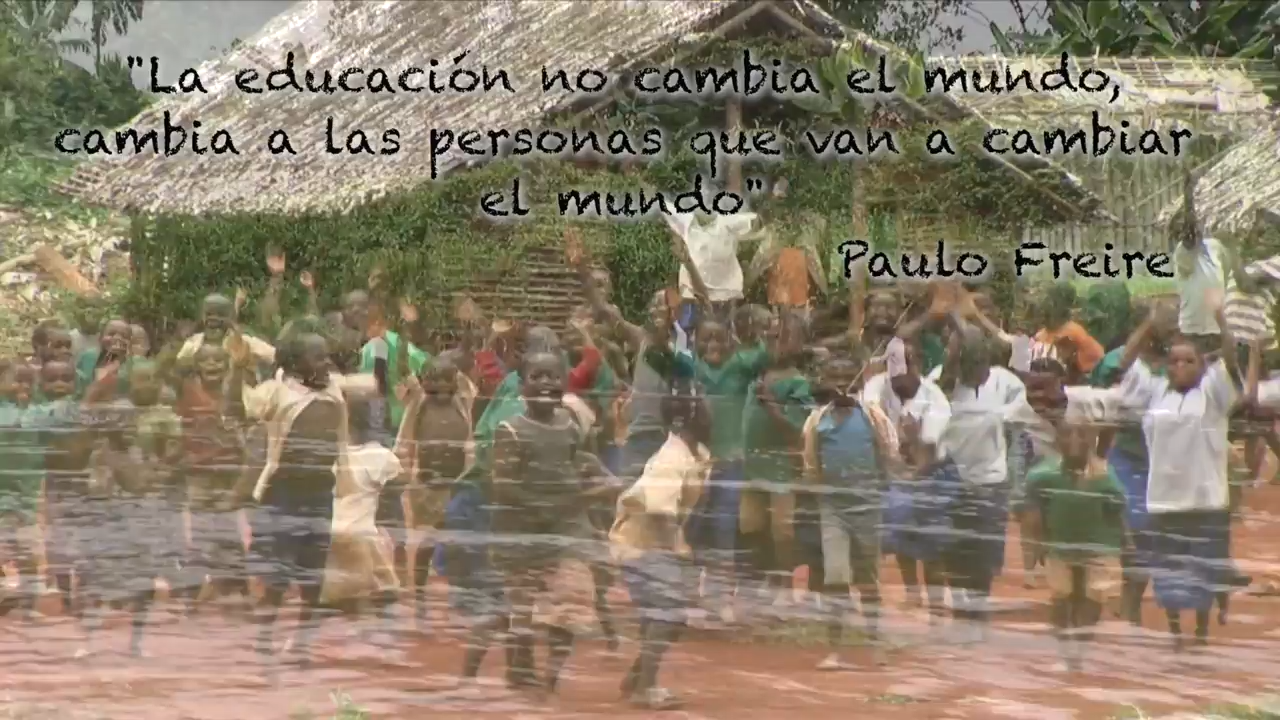 "La educación no cambia el mundo,
cambia a las personas que van a cambiar
el mundo"
Paulo Freire